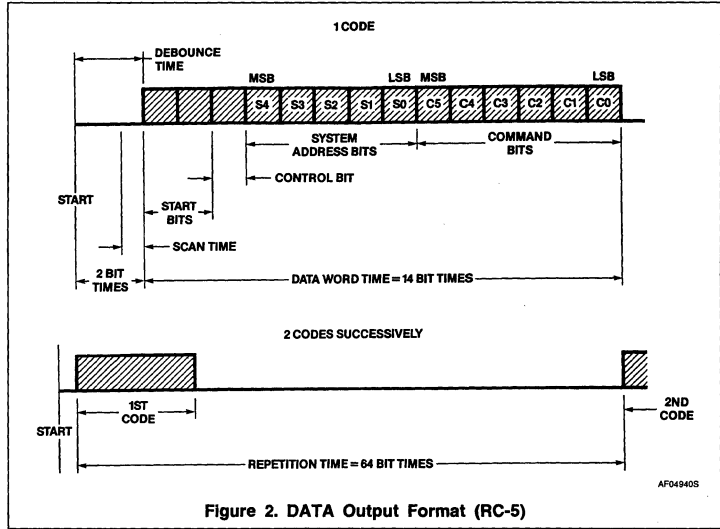 1 CODE
DEBOUNCE
TIME
MSB LSB MSB LSB
S4 S3 S2 S1 S0 C5 C4 C3 C2 C1 C0
SYSTEM
ADDRESS BITS
COMMAND
BITS
CONTROL BIT
START
START
BITS
SCAN TIME
2 BIT
TIMES
DATA WORD TIME = 14 BIT TIMES
2 CODES SUCCESSIVELY
1ST
CODE
2ND
CODE
START
REPETITION TIME = 64 BIT TIMES
AF04940S
Figure 2. DATA Output Format (RC-5)